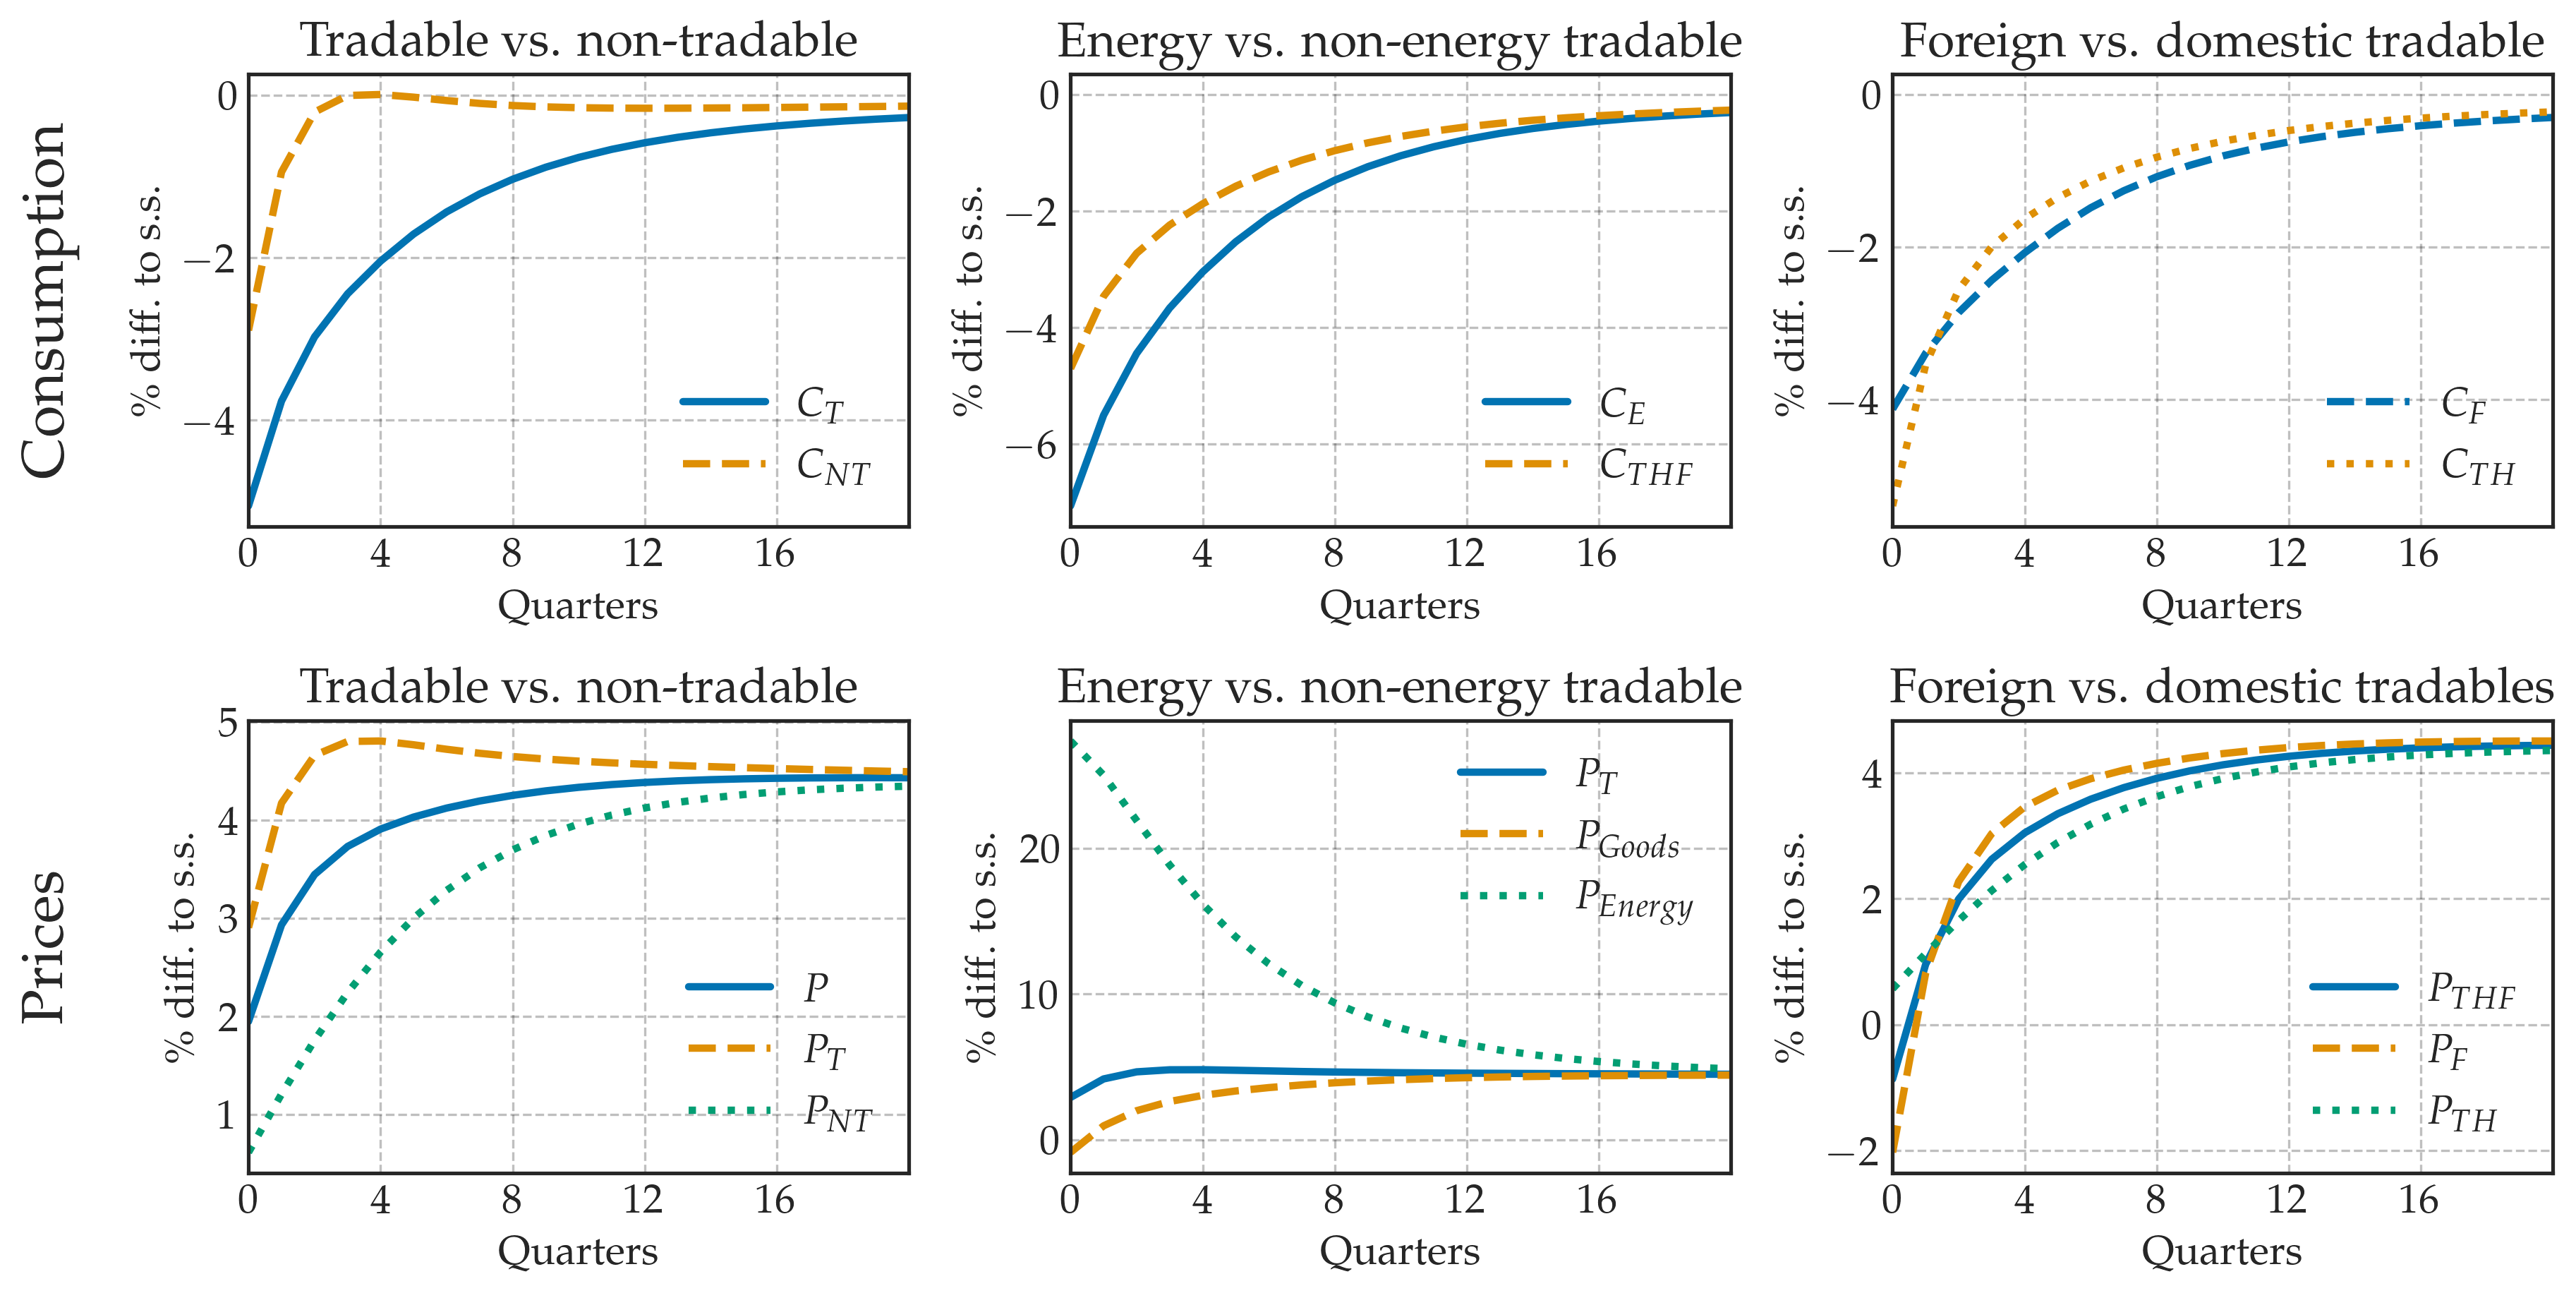 Consumption
Tradable vs. non-tradable
% diff. to s.s.
0
−2
−4
C_T
C_NT
0 4 8 12 16
Quarters
Energy vs. non-energy tradable
% diff. to s.s.
0
−2
−4
−6
C_E
C_THF
0 4 8 12 16
Quarters
Foreign vs. domestic tradable
% diff. to s.s.
0
−2
−4
C_F
C_TH
0 4 8 12 16
Quarters
Prices
Tradable vs. non-tradable
% diff. to s.s.
5
4
3
2
1
P
P_T
P_NT
0 4 8 12 16
Quarters
Energy vs. non-energy tradable
% diff. to s.s.
20
10
0
P_T
P_Goods
P_Energy
0 4 8 12 16
Quarters
Foreign vs. domestic tradables
% diff. to s.s.
4
2
0
−2
P_THF
P_F
P_TH
0 4 8 12 16
Quarters